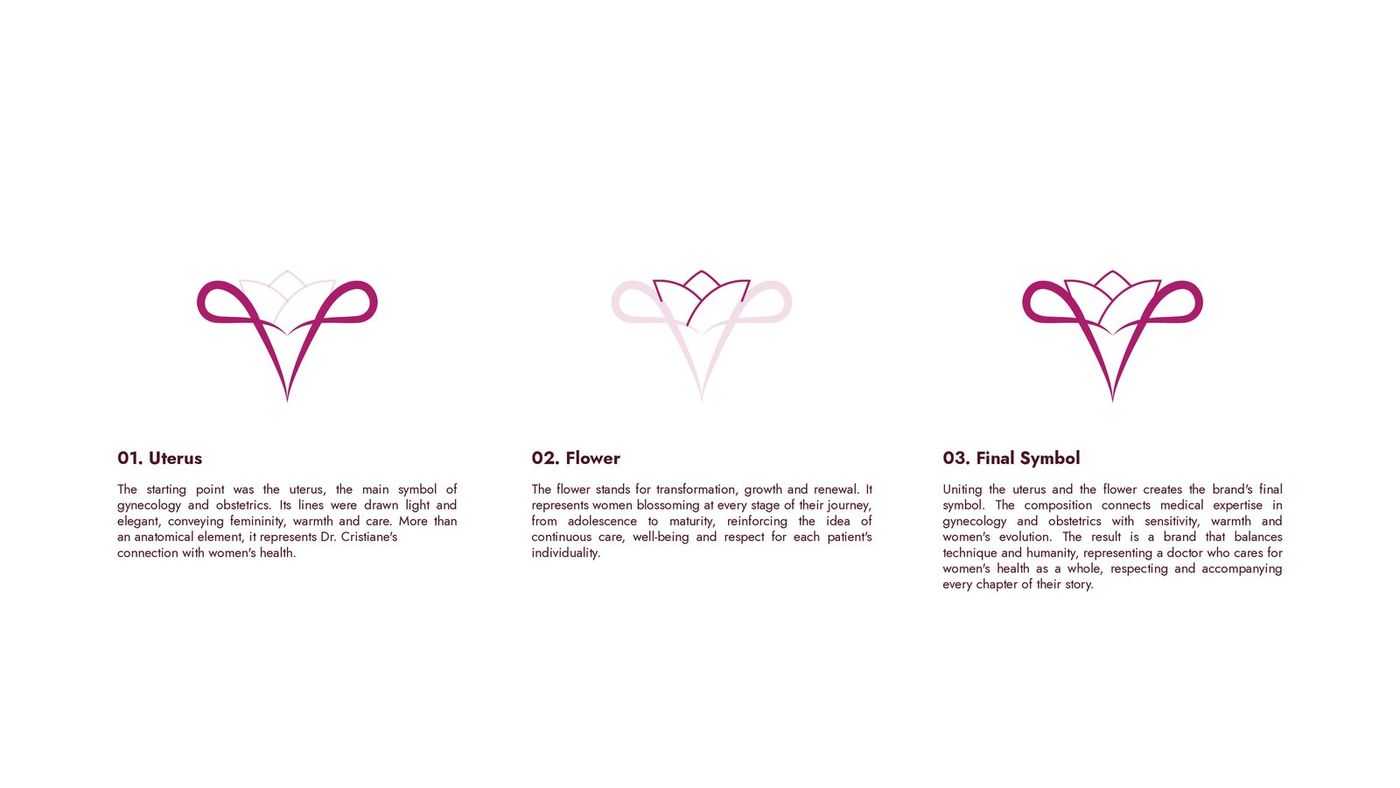 01. Uterus
The starting point was the uterus, the main symbol of
gynecology and obstetrics. Its lines were drawn light and
elegant, conveying femininity, warmth and care. More than
an anatomical element, it represents Dr. Cristiane's
connection with women's health.
02. Flower
The flower stands for transformation, growth and renewal. It
represents women blossoming at every stage of their journey,
from adolescence to maturity, reinforcing the idea of
continuous care, well-being and respect for each patient's
individuality.
03. Final Symbol
Uniting the uterus and the flower creates the brand's final
symbol. The composition connects medical expertise in
gynecology and obstetrics with sensitivity, warmth and
women's evolution. The result is a brand that balances
technique and humanity, representing a doctor who cares for
women's health as a whole, respecting and accompanying
every chapter of their story.